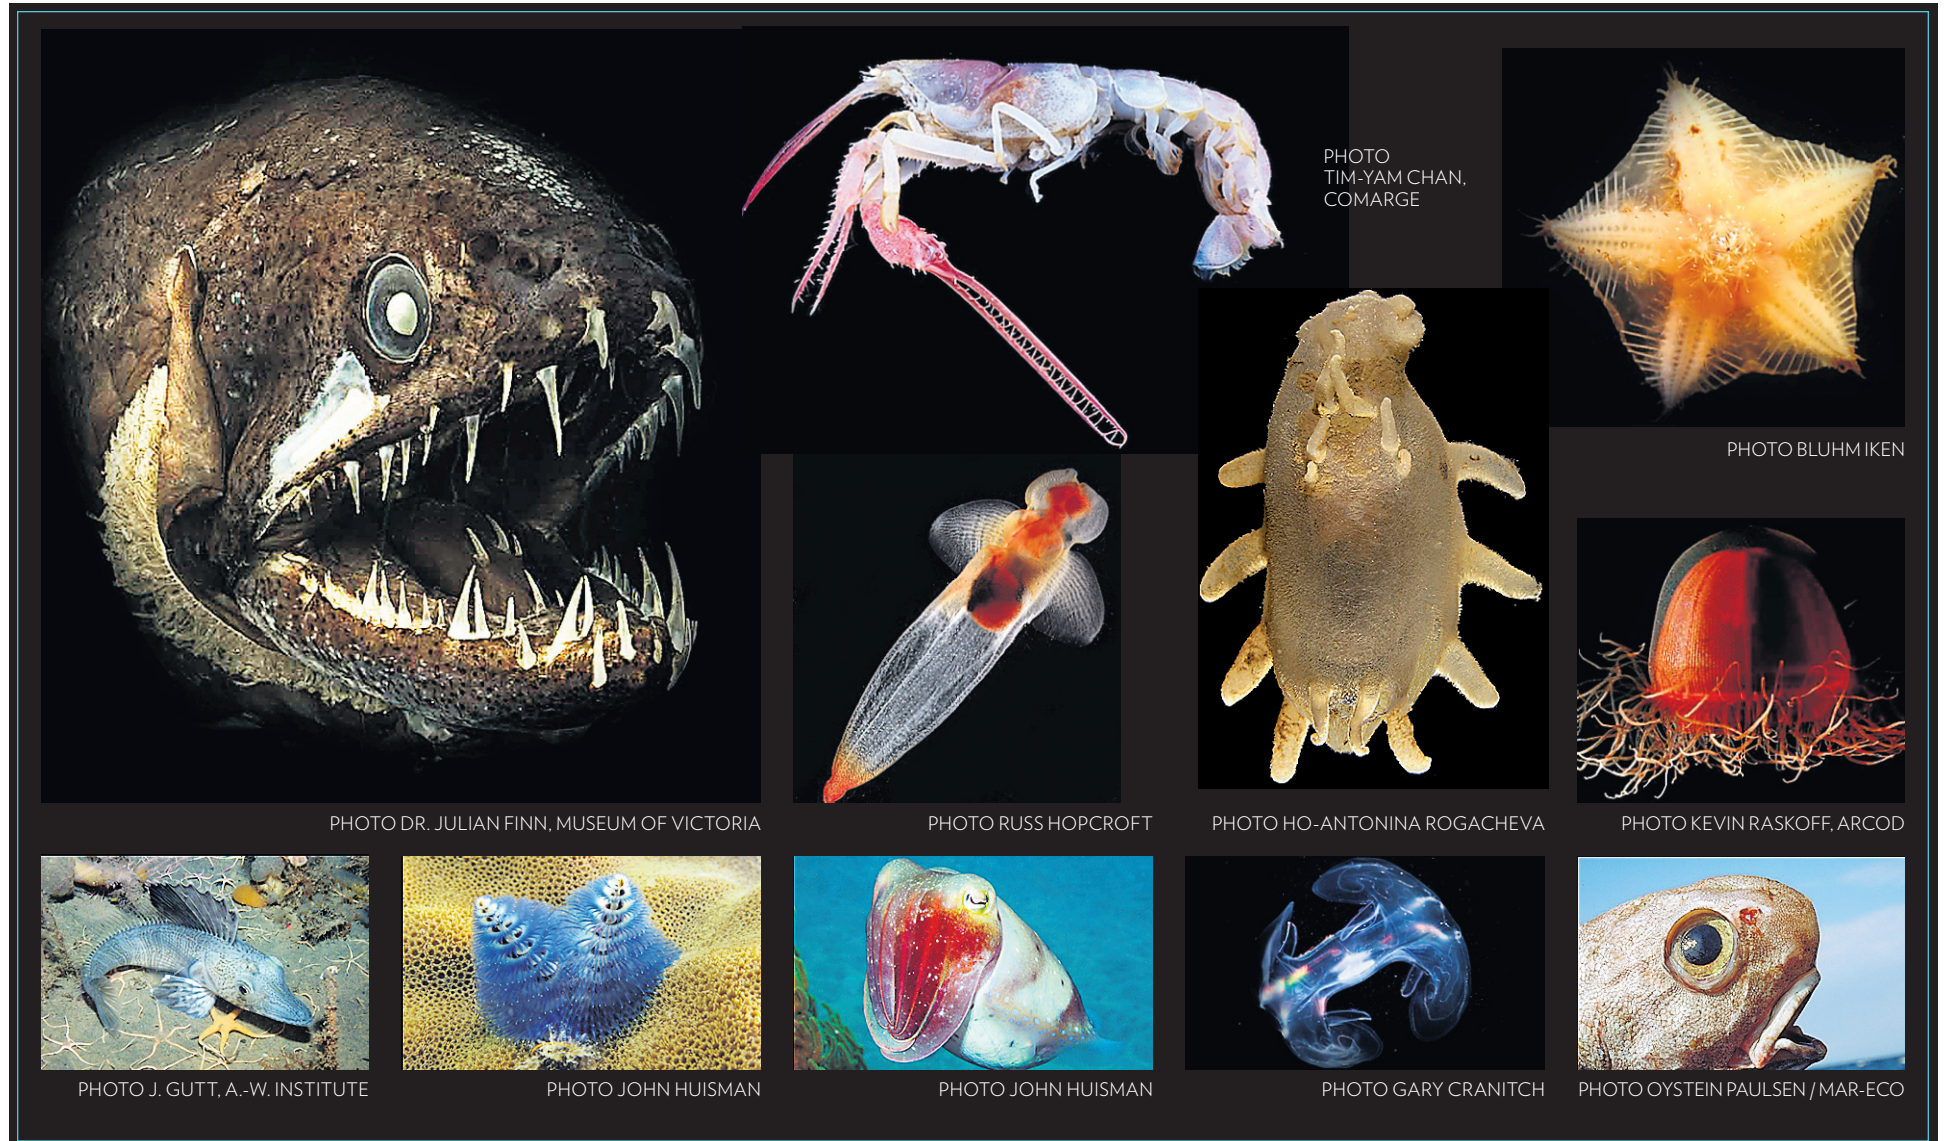 PHOTO
TIM-YAM CHAN,
COMARGE
PHOTO BLUHM IKEN
PHOTO DR. JULIAN FINN, MUSEUM OF VICTORIA
PHOTO RUSS HOPCROFT
PHOTO HO-ANTONINA ROGACHEVA
PHOTO KEVIN RASKOFF, ARCOD
PHOTO J. GUTT, A.-W. INSTITUTE
PHOTO JOHN HUISMAN
PHOTO JOHN HUISMAN
PHOTO GARY CRANITCH
PHOTO OYSTEIN PAULSEN / MAR-ECO